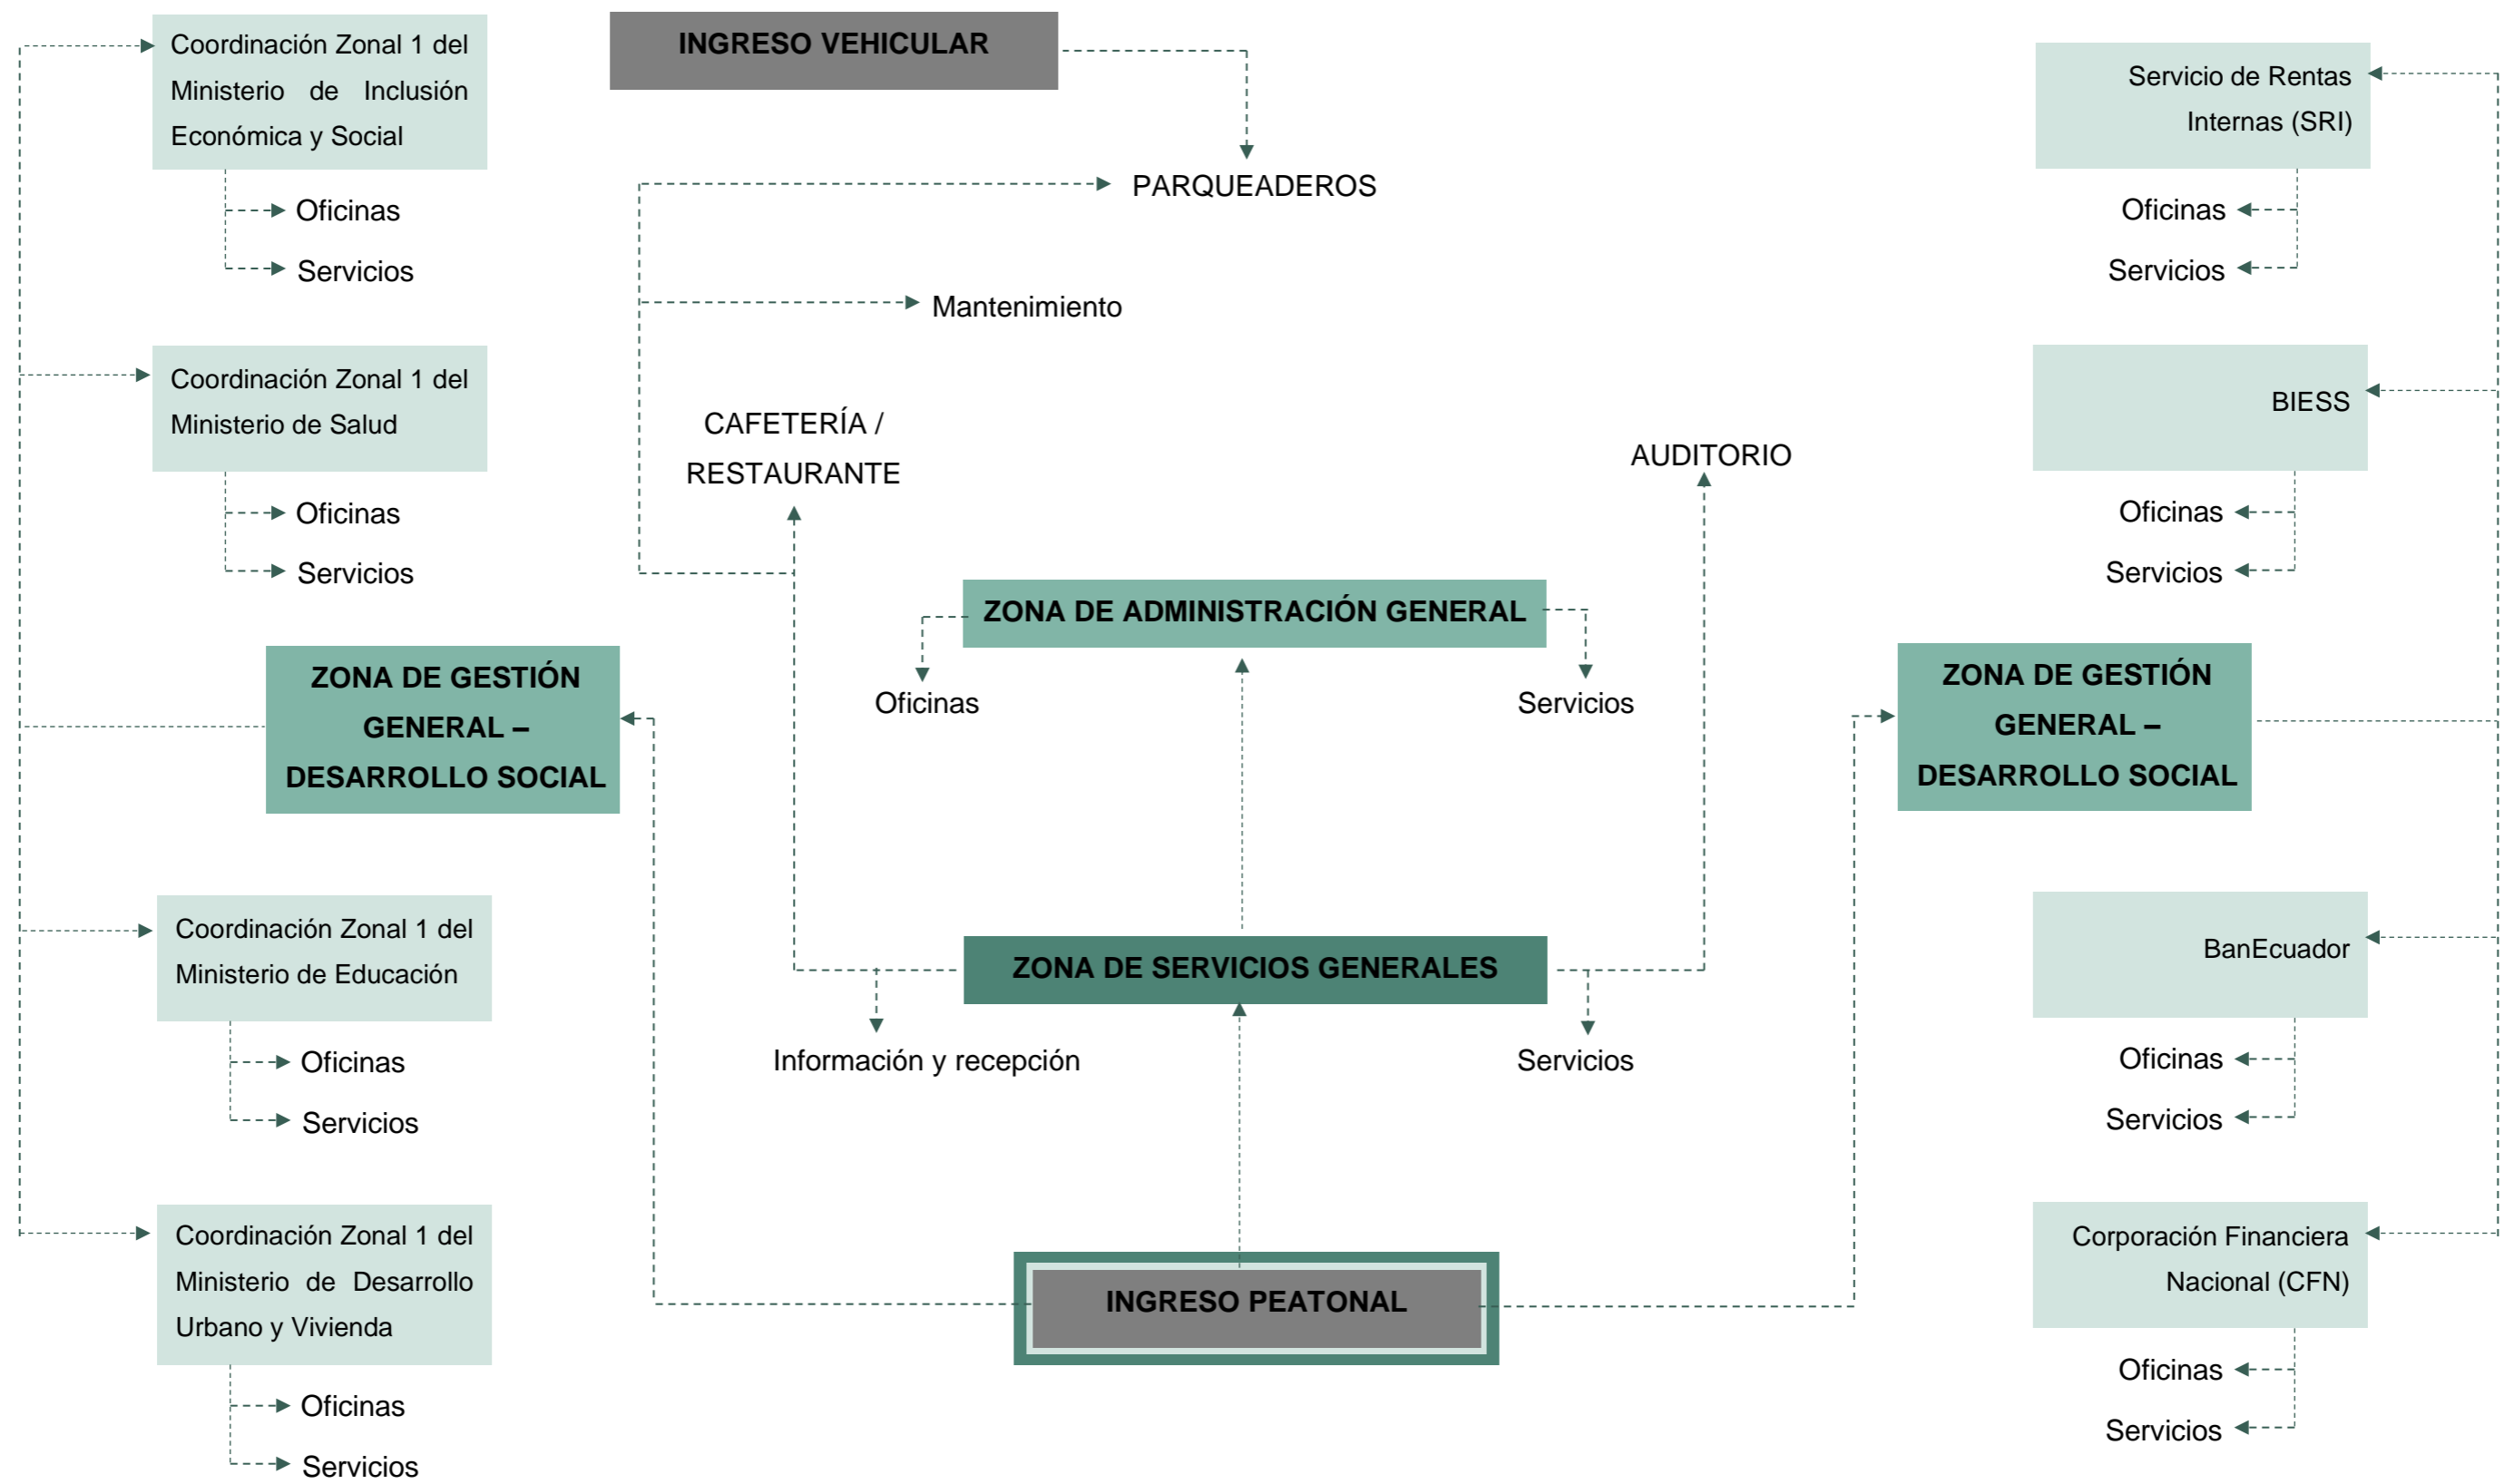 Coordinación Zonal 1 del
Ministerio de Inclusión
Económica y Social
Oficinas
Servicios
Coordinación Zonal 1 del
Ministerio de Salud
Oficinas
Servicios
ZONA DE GESTIÓN
GENERAL –
DESARROLLO SOCIAL
Coordinación Zonal 1 del
Ministerio de Educación
Oficinas
Servicios
Coordinación Zonal 1 del
Ministerio de Desarrollo
Urbano y Vivienda
Oficinas
Servicios
INGRESO VEHICULAR
PARQUEADEROS
Mantenimiento
CAFETERÍA /
RESTAURANTE
AUDITORIO
ZONA DE ADMINISTRACIÓN GENERAL
Oficinas
Servicios
ZONA DE SERVICIOS GENERALES
Información y recepción
Servicios
INGRESO PEATONAL
Servicio de Rentas
Internas (SRI)
Oficinas
Servicios
BIESS
Oficinas
Servicios
ZONA DE GESTIÓN
GENERAL –
DESARROLLO SOCIAL
BanEcuador
Oficinas
Servicios
Corporación Financiera
Nacional (CFN)
Oficinas
Servicios